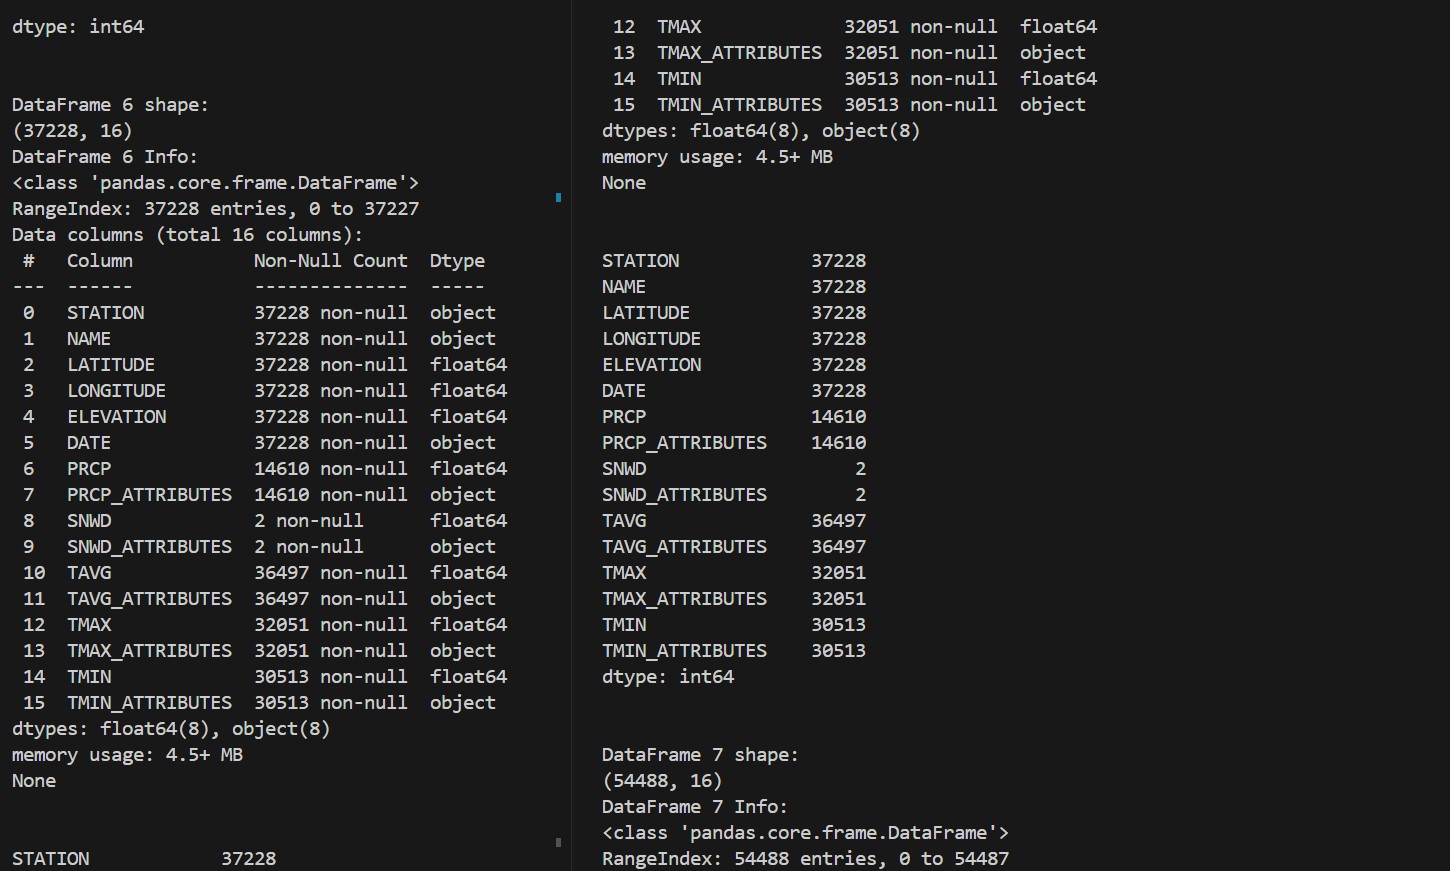 dtype: int64
DataFrame 6 shape:
(37228, 16)
DataFrame 6 Info:
<class 'pandas.core.frame.DataFrame'>
RangeIndex: 37228 entries, 0 to 37227
Data columns (total 16 columns):
 #   Column           Non-Null Count  Dtype
---  ------           --------------  -----
 0   STATION          37228 non-null  object
 1   NAME             37228 non-null  object
 2   LATITUDE         37228 non-null  float64
 3   LONGITUDE        37228 non-null  float64
 4   ELEVATION        37228 non-null  float64
 5   DATE             37228 non-null  object
 6   PRCP             14610 non-null  float64
 7   PRCP_ATTRIBUTES  14610 non-null  object
 8   SNWD             2 non-null      float64
 9   SNWD_ATTRIBUTES  2 non-null      object
 10  TAVG             36497 non-null  float64
 11  TAVG_ATTRIBUTES  36497 non-null  object
 12  TMAX             32051 non-null  float64
 13  TMAX_ATTRIBUTES  32051 non-null  object
 14  TMIN             30513 non-null  float64
 15  TMIN_ATTRIBUTES  30513 non-null  object
dtypes: float64(8), object(8)
memory usage: 4.5+ MB
None
STATION            37228
 12  TMAX             32051 non-null  float64
 13  TMAX_ATTRIBUTES  32051 non-null  object
 14  TMIN             30513 non-null  float64
 15  TMIN_ATTRIBUTES  30513 non-null  object
dtypes: float64(8), object(8)
memory usage: 4.5+ MB
None
STATION            37228
NAME               37228
LATITUDE           37228
LONGITUDE          37228
ELEVATION          37228
DATE               37228
PRCP               14610
PRCP_ATTRIBUTES    14610
SNWD                   2
SNWD_ATTRIBUTES        2
TAVG               36497
TAVG_ATTRIBUTES    36497
TMAX               32051
TMAX_ATTRIBUTES    32051
TMIN               30513
TMIN_ATTRIBUTES    30513
dtype: int64
DataFrame 7 shape:
(54488, 16)
DataFrame 7 Info:
<class 'pandas.core.frame.DataFrame'>
RangeIndex: 54488 entries, 0 to 54487